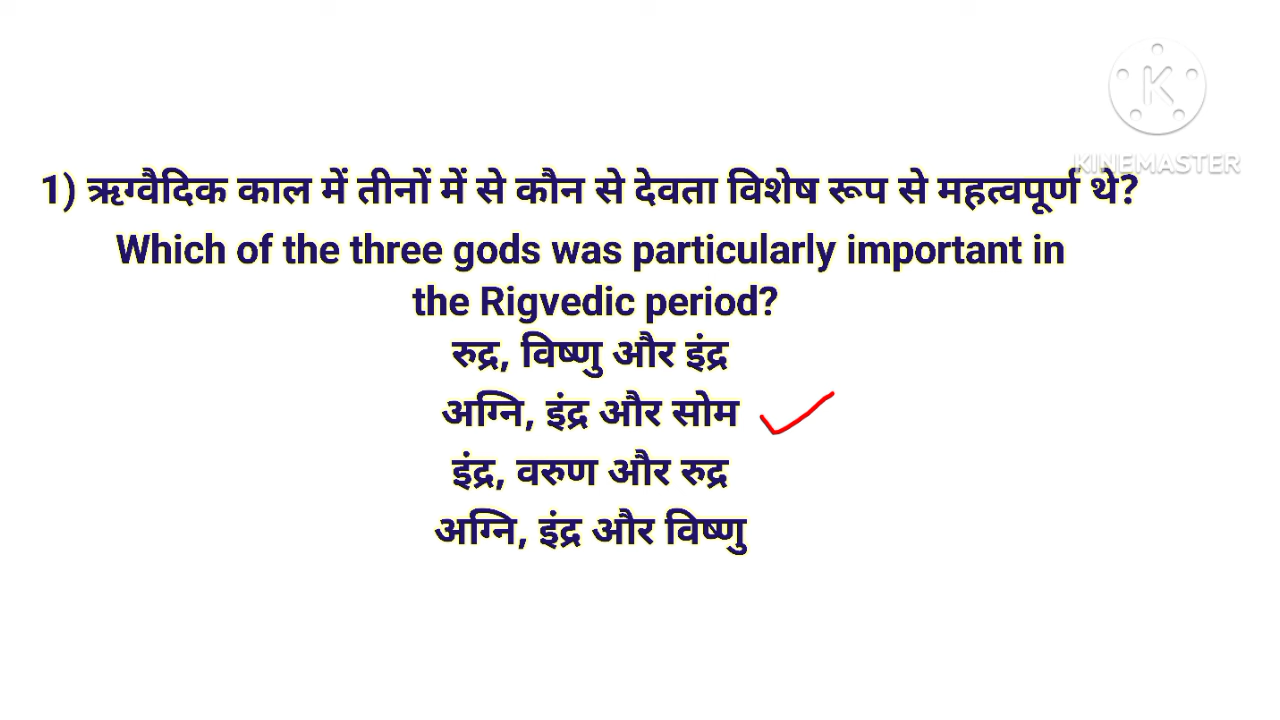 K
KINEMASTER
1) ऋग्वैदिक काल में तीनों में से कौन से देवता विशेष रूप से महत्वपूर्ण थे?
Which of the three gods was particularly important in
the Rigvedic period?
रुद्र, विष्णु और इंद्र
अग्नि, इंद्र और सोम
इंद्र, वरुण और रुद्र
अग्नि, इंद्र और विष्णु